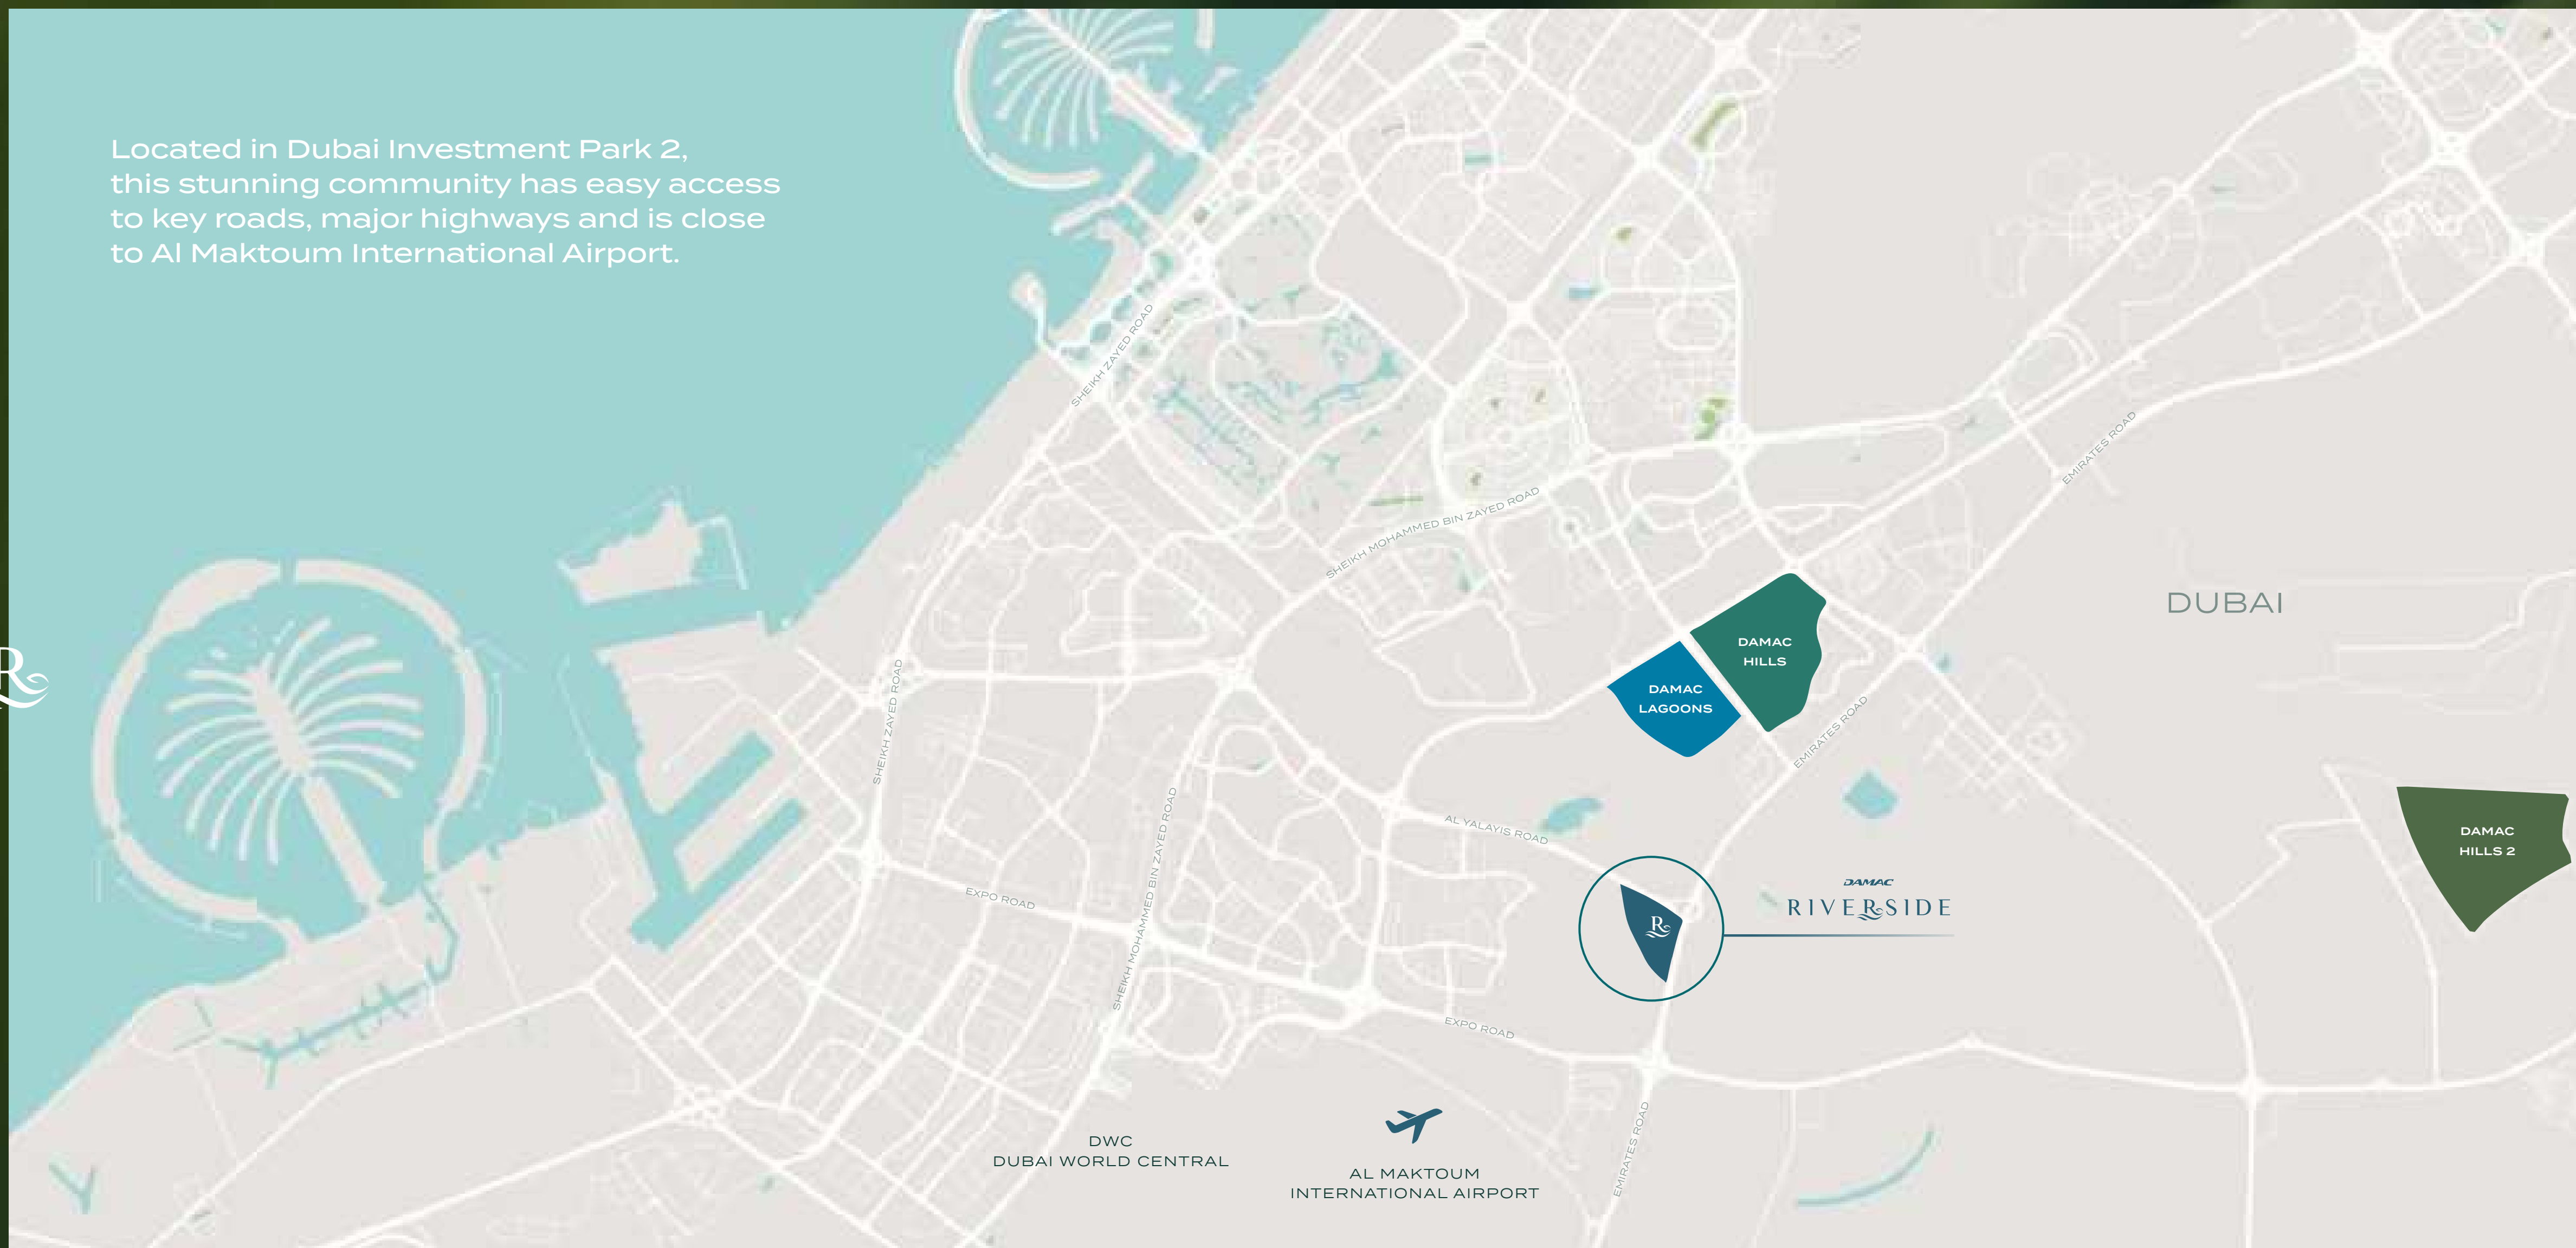 Located in Dubai Investment Park 2,
this stunning community has easy access
to key roads, major highways and is close
to Al Maktoum International Airport.
SHEIKH ZAYED ROAD
EMIRATES ROAD
SHEIKH MOHAMMED BIN ZAYED ROAD
DUBAI
DAMAC
HILLS
DAMAC
LAGOONS
R
SHEIKH ZAYED ROAD
EMIRATES ROAD
SHEIKH MOHAMMED BIN ZAYED ROAD
AL YALAYIS ROAD
DAMAC
HILLS 2
EXPO ROAD
DAMAC
RIVERSIDE
R
EXPO ROAD
EMIRATES ROAD
DWC
DUBAI WORLD CENTRAL
AL MAKTOUM
INTERNATIONAL AIRPORT